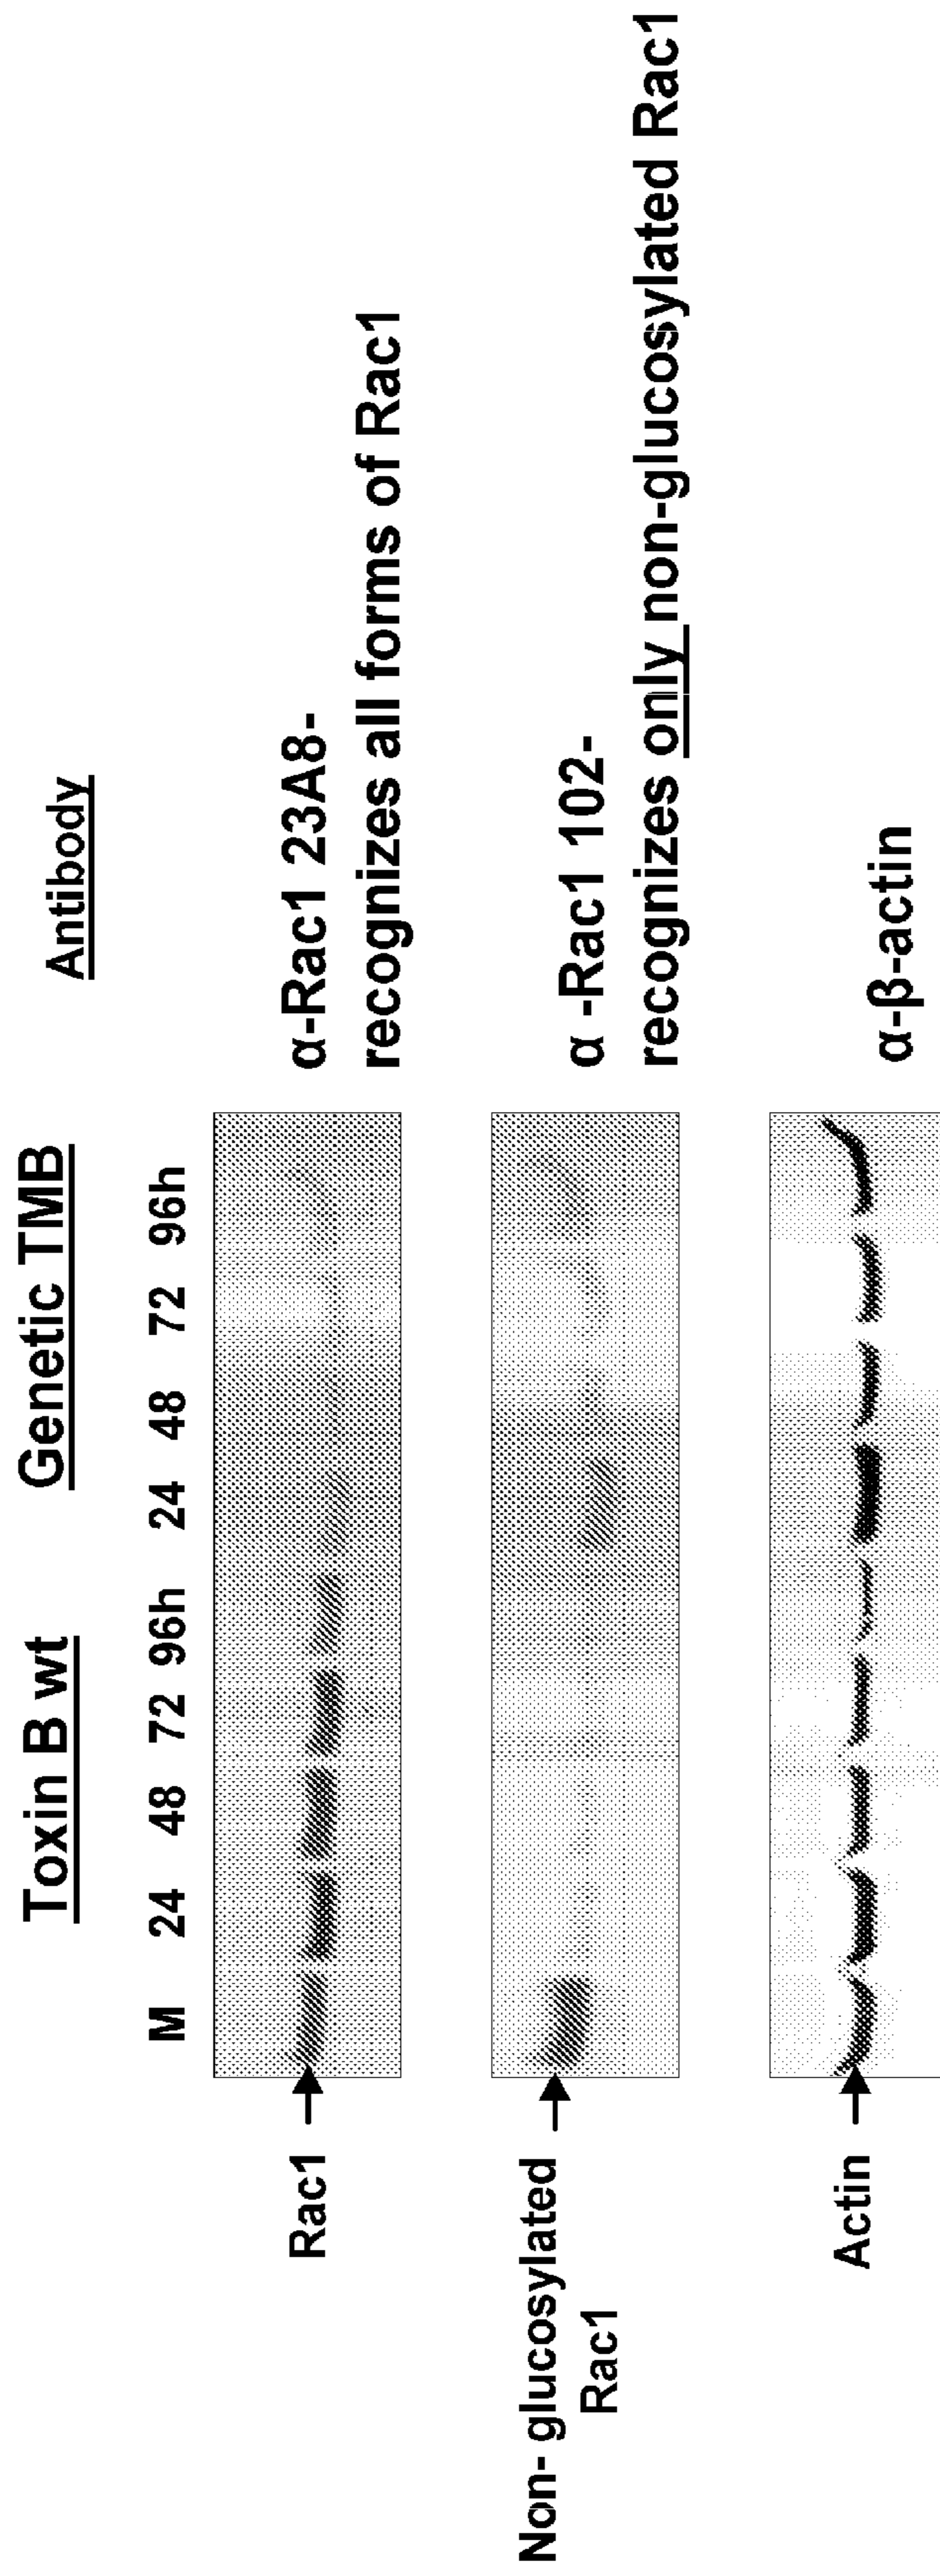 Toxin B wt
Genetic TMB
Antibody
M 24 48 72 96h 24 48 72 96h
Rac1
α-Rac1 23A8-
recognizes all forms of Rac1
Non- glucosylated
Rac1
α -Rac1 102-
recognizes only non-glucosylated Rac1
Actin
α-β-actin